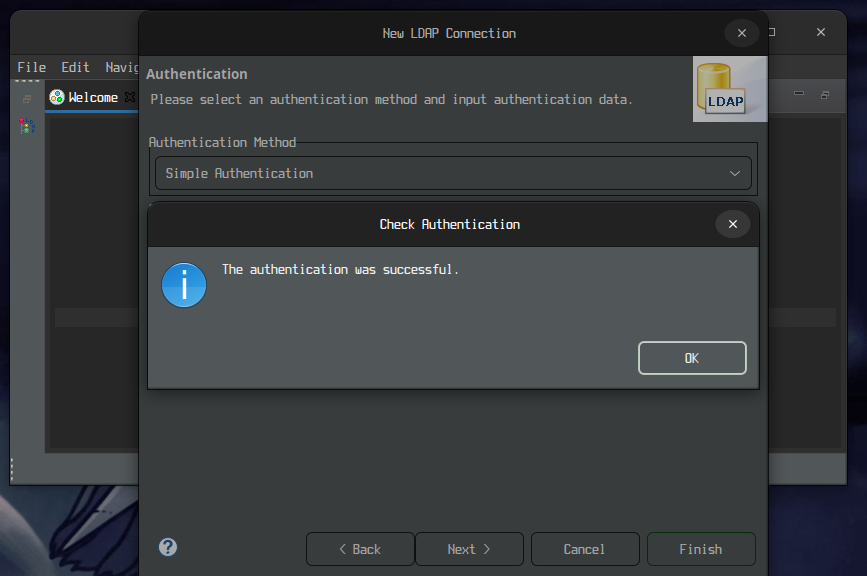 New LDAP Connection
File Edit
Welcome
Authentication
Please select an authentication method and input authentication data.
LDAP
Authentication Method
Simple Authentication
Check Authentication
The authentication was successful.
OK
< Back
Next >
Cancel
Finish